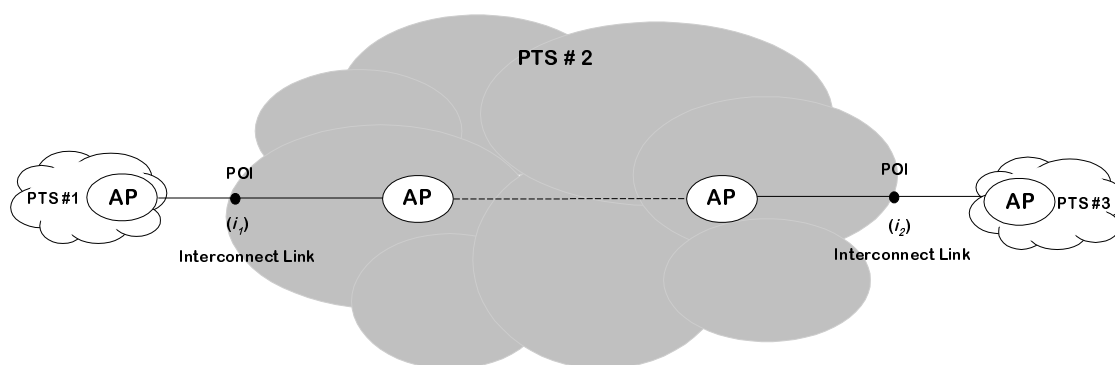 PTS # 2
POI
POI
PTS #1
AP
AP
AP
AP
PTS #3
(i₁)
(i₂)
Interconnect Link
Interconnect Link